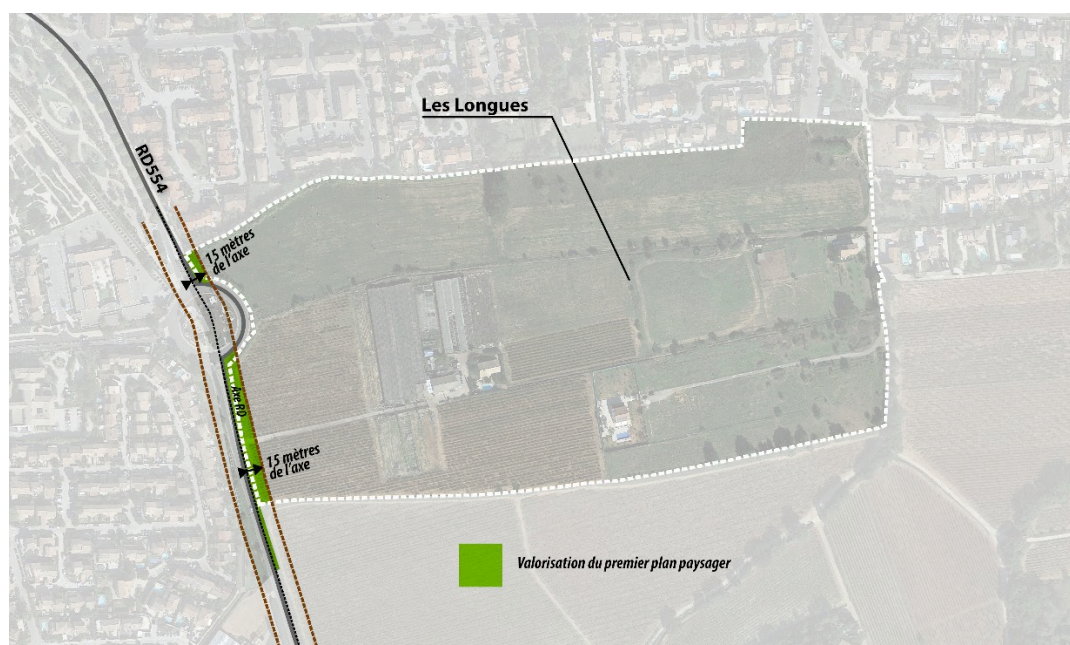 Les Longues
RD554
15 mètres
de l'axe
Axe RD
15 mètres
de l'axe
Valorisation du premier plan paysager